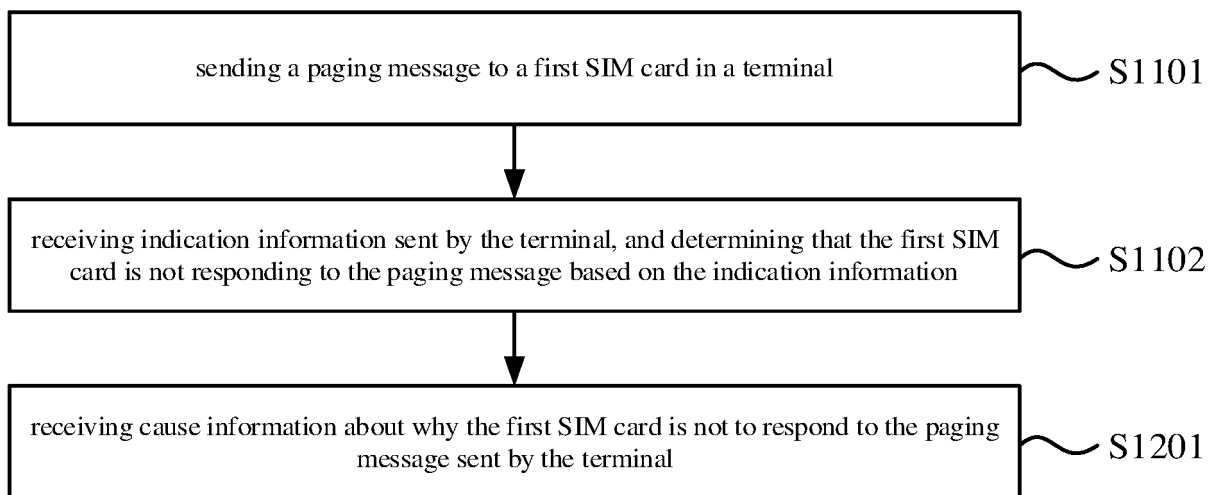 sending a paging message to a first SIM card in a terminal
S1101
receiving indication information sent by the terminal, and determining that the first SIM
card is not responding to the paging message based on the indication information
S1102
receiving cause information about why the first SIM card is not to respond to the paging
message sent by the terminal
S1201